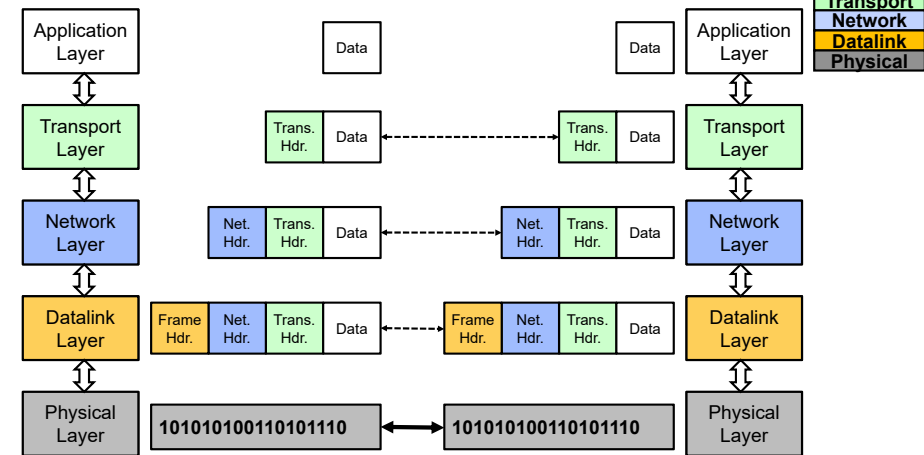 Transport
Network
Datalink
Physical
Application
Layer
Data
Data
Application
Layer
Transport
Layer
Trans.
Hdr.
Data
Trans.
Hdr.
Data
Transport
Layer
Network
Layer
Net.
Hdr.
Trans.
Hdr.
Data
Net.
Hdr.
Trans.
Hdr.
Data
Network
Layer
Datalink
Layer
Frame
Hdr.
Net.
Hdr.
Trans.
Hdr.
Data
Frame
Hdr.
Net.
Hdr.
Trans.
Hdr.
Data
Datalink
Layer
Physical
Layer
101010100110101110
101010100110101110
Physical
Layer